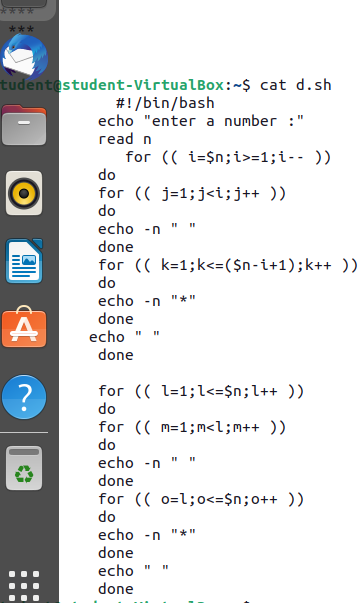 ****
***
tudent@student-VirtualBox:~$ cat d.sh
#!/bin/bash
echo "enter a number :"
read n
for (( i=$n;i>=1;i-- ))
do
for (( j=1;j<i;j++ ))
do
echo -n " "
done
for (( k=1;k<=($n-i+1);k++ ))
do
echo -n "*"
done
echo " "
done
for (( l=1;l<=$n;l++ ))
do
for (( m=1;m<l;m++ ))
do
echo -n " "
done
for (( o=l;o<=$n;o++ ))
do
echo -n "*"
done
echo " "
done